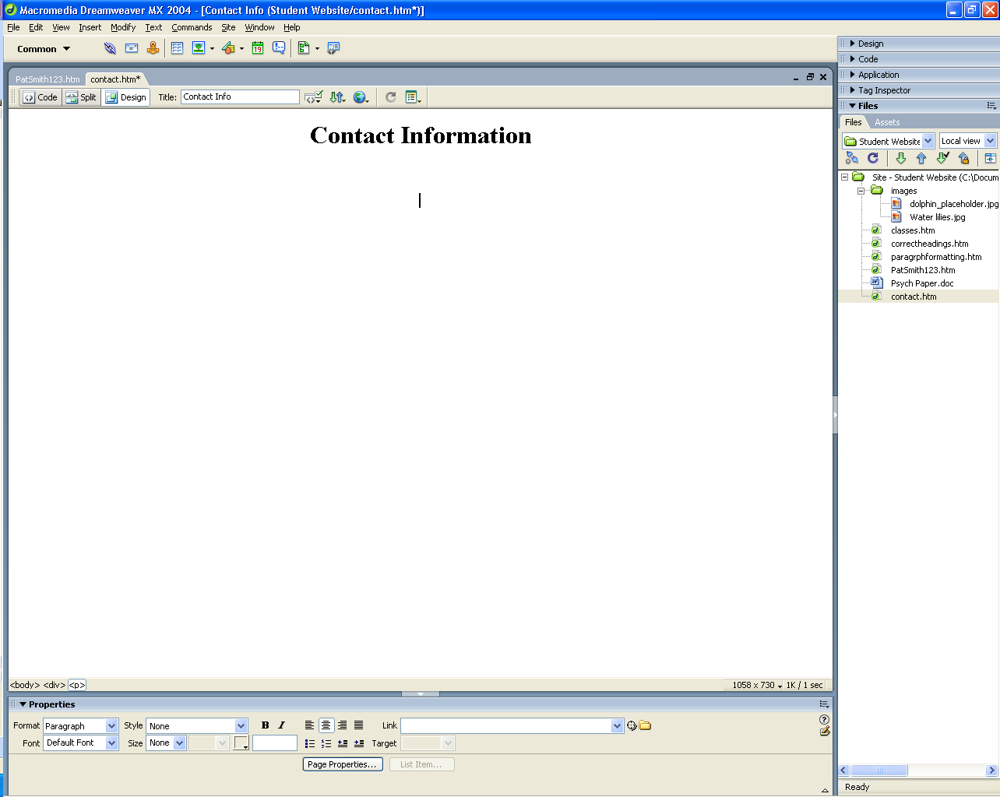 Macromedia Dreamweaver MX 2004 - [Contact Info (Student Website/contact.htm*)]
File Edit View Insert Modify Text Commands Site Window Help
Common
19
PatSmith123.htm contact.htm*
Code Split Design Title: Contact Info
Contact Information
<body> <div> <p>
1058 x 730 1K / 1 sec
Properties
Format Paragraph Style None B I Link
Font Default Font Size None Target
Page Properties... List Item...
Design
Code
Application
Tag Inspector
Files
Files Assets
Student Website Local view
Site - Student Website (C:\Docum
images
dolphin_placeholder.jpg
Water lilies.jpg
classes.htm
correctheadings.htm
paragrphformatting.htm
PatSmith123.htm
Psych Paper.doc
contact.htm
Ready